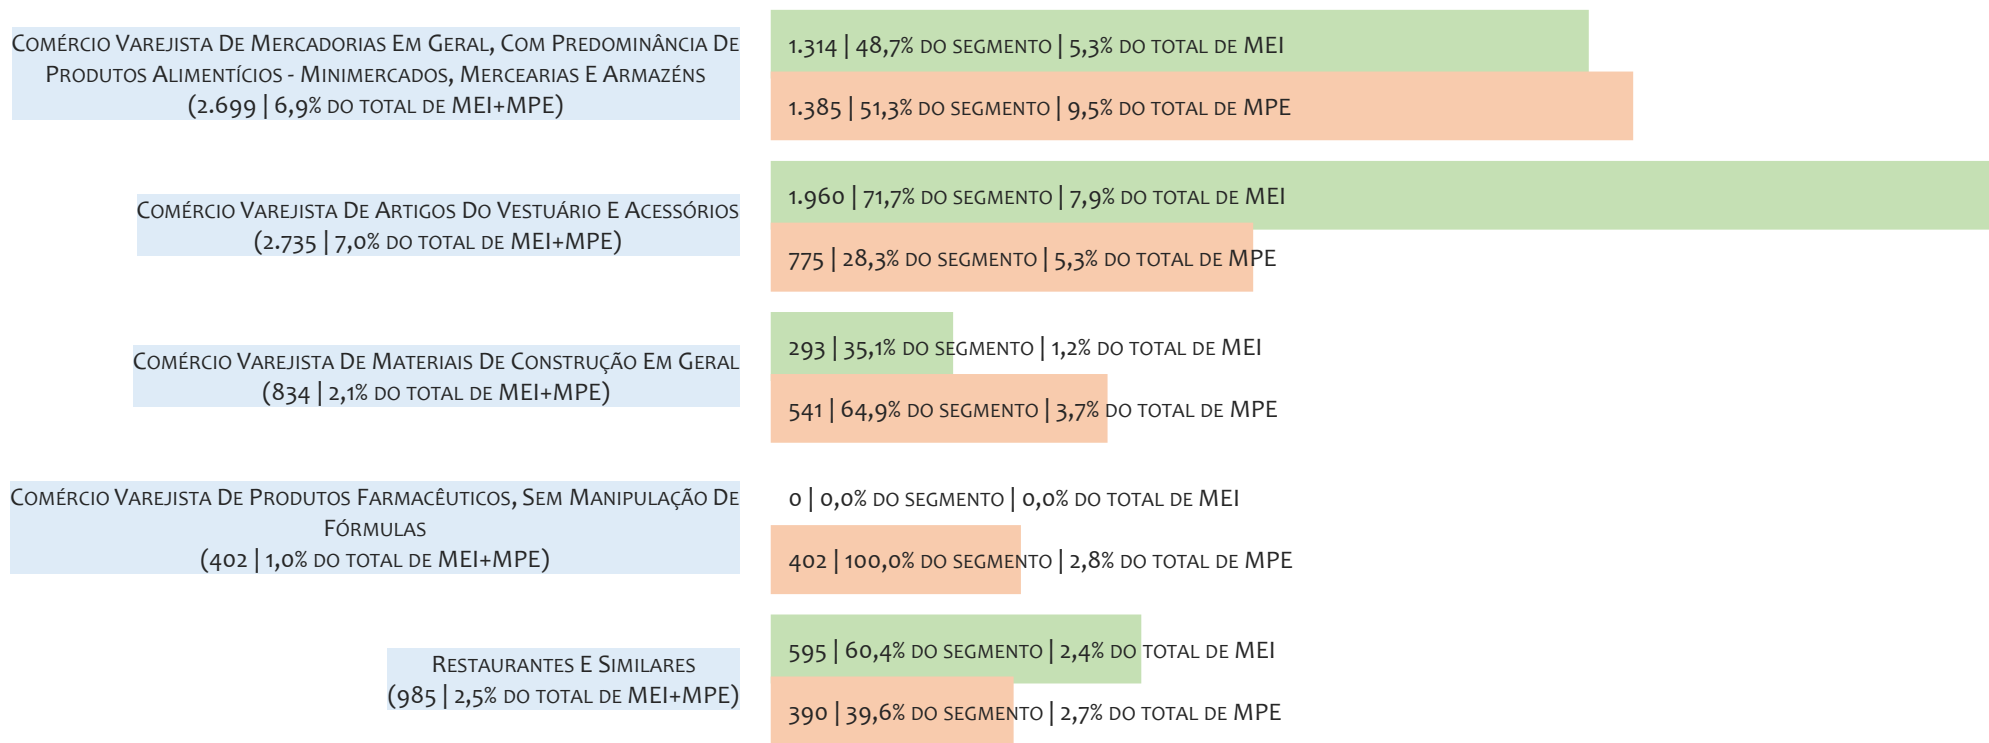 Comércio Varejista De Mercadorias Em Geral, Com Predominância De
Produtos Alimentícios - Minimercados, Mercearias E Armazéns
(2.699 | 6,9% do total de MEI+MPE)
1.314 | 48,7% do segmento | 5,3% do total de MEI
1.385 | 51,3% do segmento | 9,5% do total de MPE
Comércio Varejista De Artigos Do Vestuário E Acessórios
(2.735 | 7,0% do total de MEI+MPE)
1.960 | 71,7% do segmento | 7,9% do total de MEI
775 | 28,3% do segmento | 5,3% do total de MPE
Comércio Varejista De Materiais De Construção Em Geral
(834 | 2,1% do total de MEI+MPE)
293 | 35,1% do segmento | 1,2% do total de MEI
541 | 64,9% do segmento | 3,7% do total de MPE
Comércio Varejista De Produtos Farmacêuticos, Sem Manipulação De
Fórmulas
(402 | 1,0% do total de MEI+MPE)
0 | 0,0% do segmento | 0,0% do total de MEI
402 | 100,0% do segmento | 2,8% do total de MPE
Restaurantes E Similares
(985 | 2,5% do total de MEI+MPE)
595 | 60,4% do segmento | 2,4% do total de MEI
390 | 39,6% do segmento | 2,7% do total de MPE